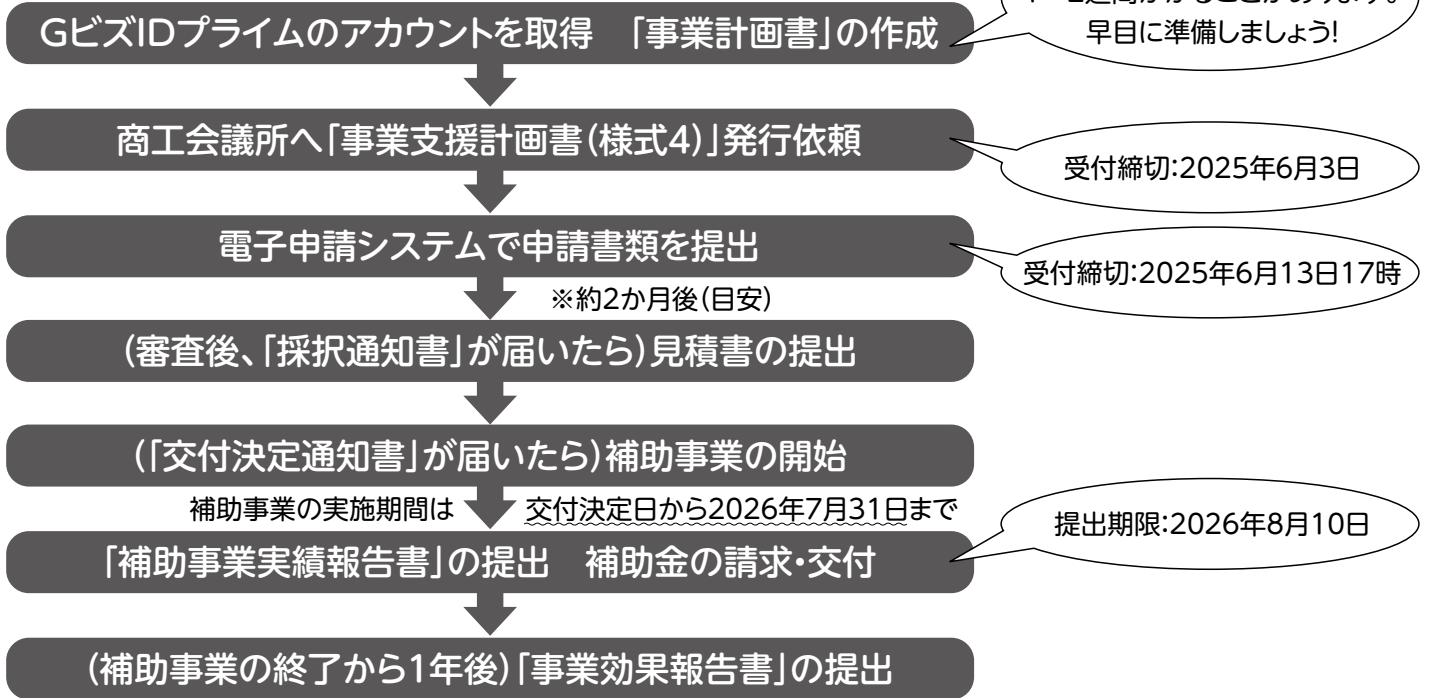 GビズIDプライムのアカウントを取得　「事業計画書」の作成
早目に準備しましょう!
商工会議所へ「事業支援計画書(様式4)」発行依頼
受付締切:2025年6月3日
電子申請システムで申請書類を提出
受付締切:2025年6月13日17時
※約2か月後(目安)
(審査後、「採択通知書」が届いたら)見積書の提出
(「交付決定通知書」が届いたら)補助事業の開始
補助事業の実施期間は　交付決定日から2026年7月31日まで
提出期限:2026年8月10日
「補助事業実績報告書」の提出　補助金の請求・交付
(補助事業の終了から1年後)「事業効果報告書」の提出